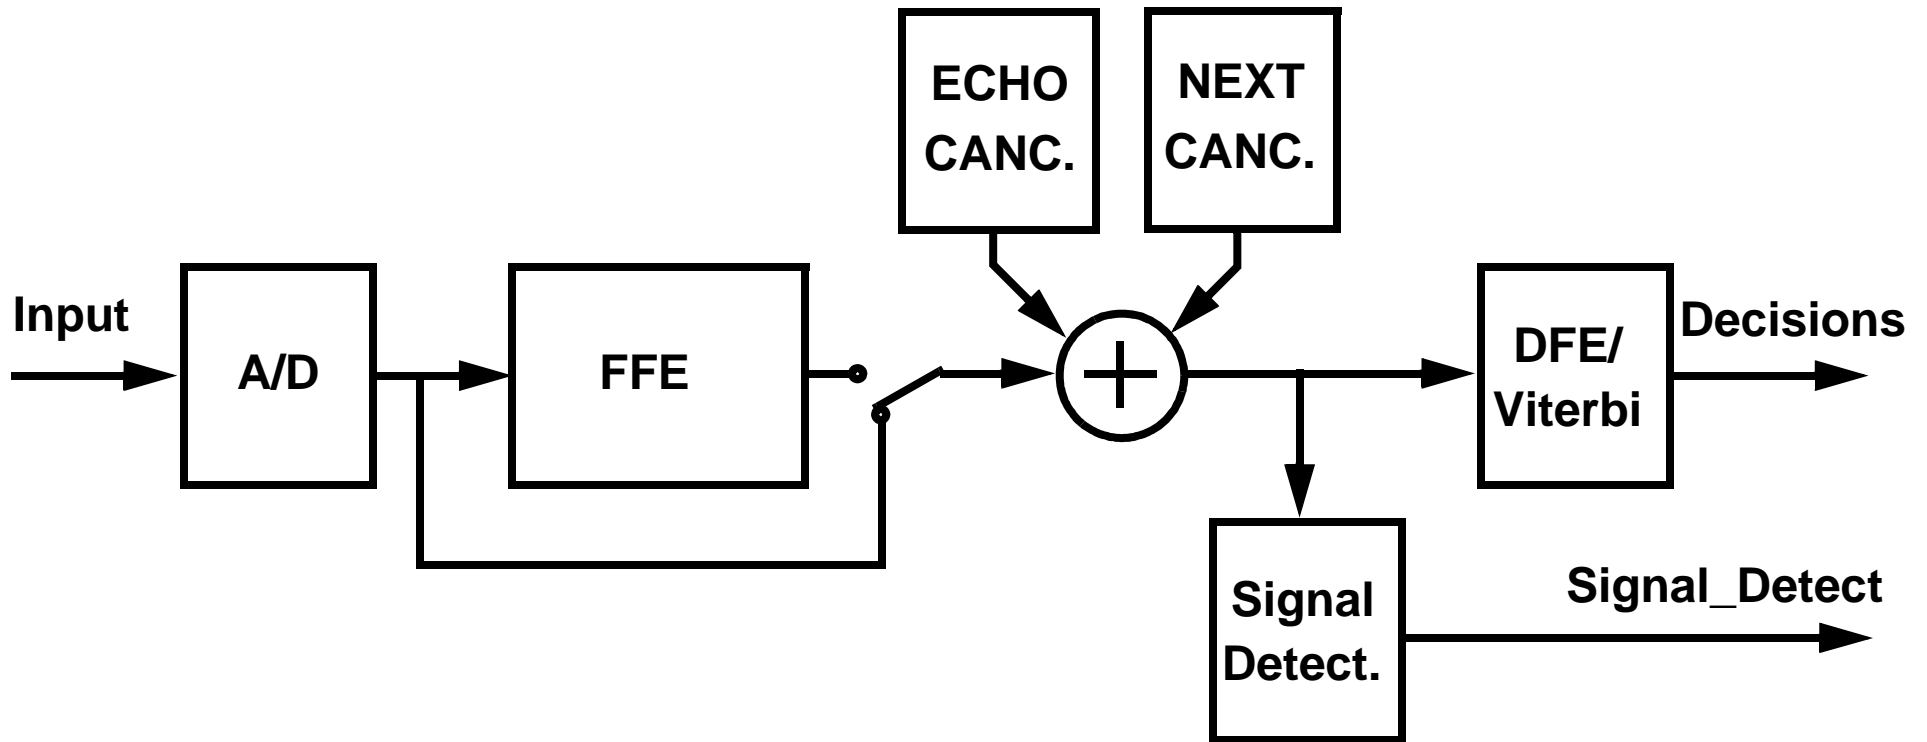 ECHO
CANC.
NEXT
CANC.
Input
A/D
FFE
DFE/
Viterbi
Decisions
Signal
Detect.
Signal_Detect